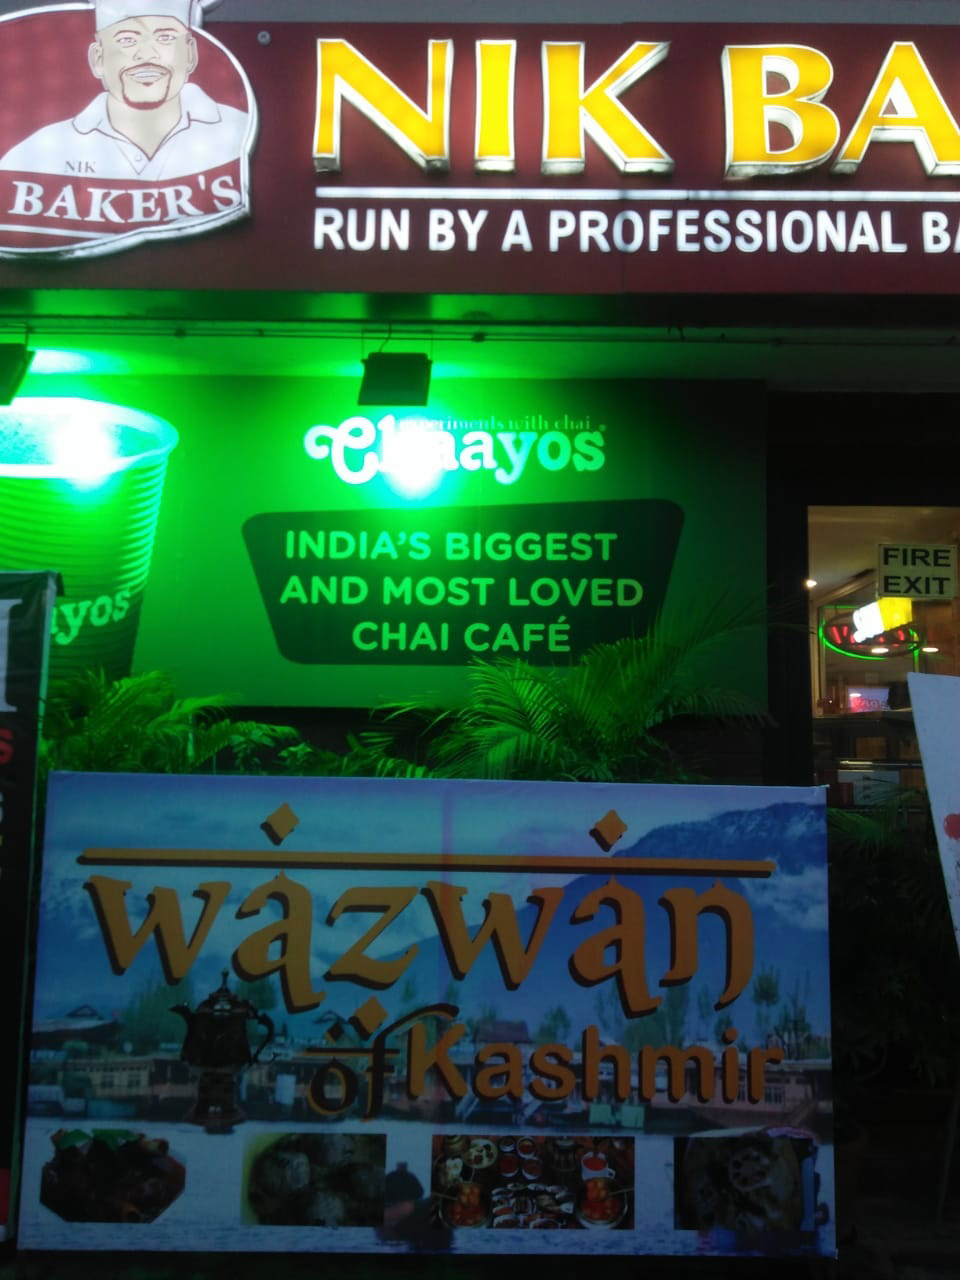 NIK
BAKER'S
NIK BA
RUN BY A PROFESSIONAL BA
experiments with chai
Chaayos
INDIA'S BIGGEST
AND MOST LOVED
CHAI CAFÉ
ayos
FIRE
EXIT
wazwan
of Kashmir